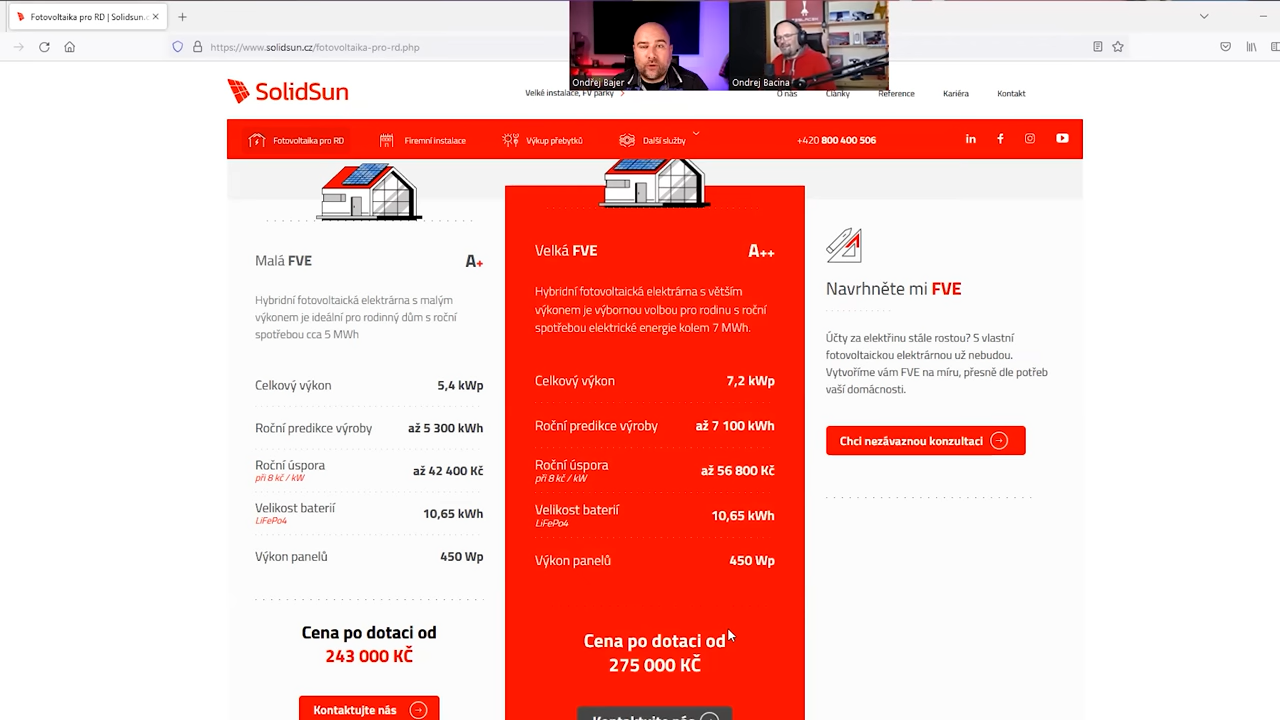 Fotovoltaika pro RD | Solidsun.c
https://www.solidsun.cz/fotovoltaika-pro-rd.php
Ondřej Bajer
Ondrej Bacina
SolidSun
Velké instalace, FV parky
O nás
Články
Reference
Kariéra
Kontakt
Fotovoltaika pro RD
Firemní instalace
Výkup přebytků
Další služby
+420 800 400 506
Malá FVE
A+
Hybridní fotovoltaická elektrárna s malým
výkonem je ideální pro rodinný dům s roční
spotřebou cca 5 MWh
Celkový výkon 5,4 kWp
Roční predikce výroby až 5 300 kWh
Roční úspora až 42 400 Kč
při 8 kč / kW
Velikost baterií 10,65 kWh
LiFePo4
Výkon panelů 450 Wp
Cena po dotaci od
243 000 KČ
Kontaktujte nás
Velká FVE
A++
Hybridní fotovoltaická elektrárna s větším
výkonem je výbornou volbou pro rodinu s roční
spotřebou elektrické energie kolem 7 MWh.
Celkový výkon 7,2 kWp
Roční predikce výroby až 7 100 kWh
Roční úspora až 56 800 Kč
při 8 kč / kW
Velikost baterií 10,65 kWh
LiFePo4
Výkon panelů 450 Wp
Cena po dotaci od
275 000 KČ
Kontaktujte nás
Navrhněte mi FVE
Účty za elektřinu stále rostou? S vlastní
fotovoltaickou elektrárnou už nebudou.
Vytvoříme vám FVE na míru, přesně dle potřeb
vaší domácnosti.
Chci nezávaznou konzultaci